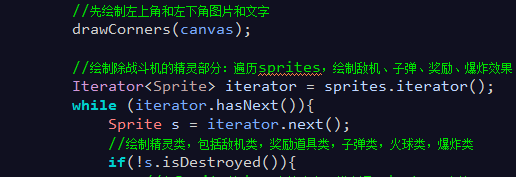 //先绘制左上角和左下角图片和文字
drawCorners(canvas);
//绘制除战斗机的精灵部分：遍历sprites，绘制敌机、子弹、奖励、爆炸效果
Iterator<Sprite> iterator = sprites.iterator();
while (iterator.hasNext()){
Sprite s = iterator.next();
//绘制精灵类，包括敌机类，奖励道具类，子弹类，火球类，爆炸类
if(!s.isDestroyed()){